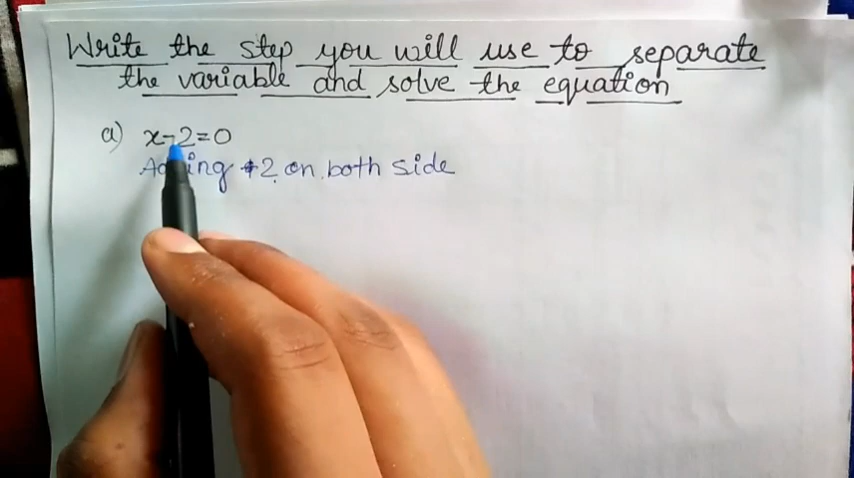 Write the step you will use to separate
the variable and solve the equation
a) x-2=0
Adding +2 on both side